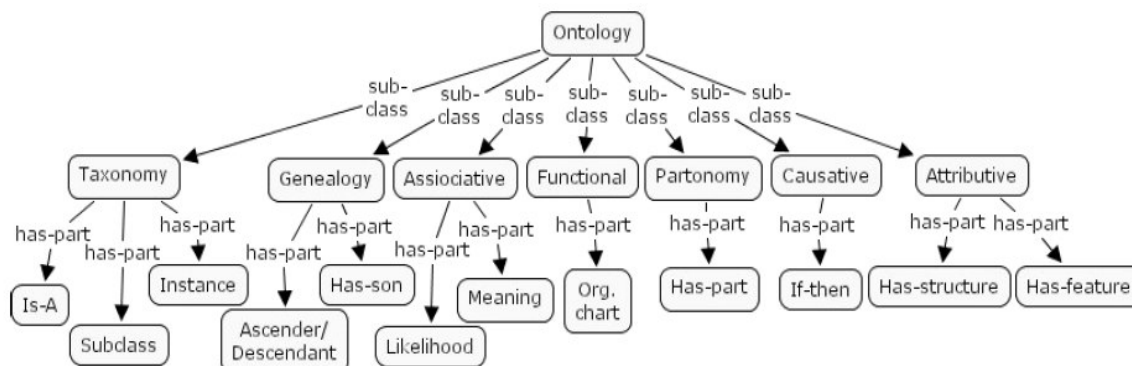 Ontology
sub-
class
sub-
class
sub-
class
sub-
class
sub-
class
sub-
class
sub-
class
Taxonomy
Genealogy
Assiociative
Functional
Partonomy
Causative
Attributive
has-part
has-part
has-part
has-part
has-part
has-part
has-part
has-part
has-part
has-part
has-part
has-part
Is-A
Subclass
Instance
Ascender/
Descendant
Has-son
Likelihood
Meaning
Org.
chart
Has-part
If-then
Has-structure
Has-feature